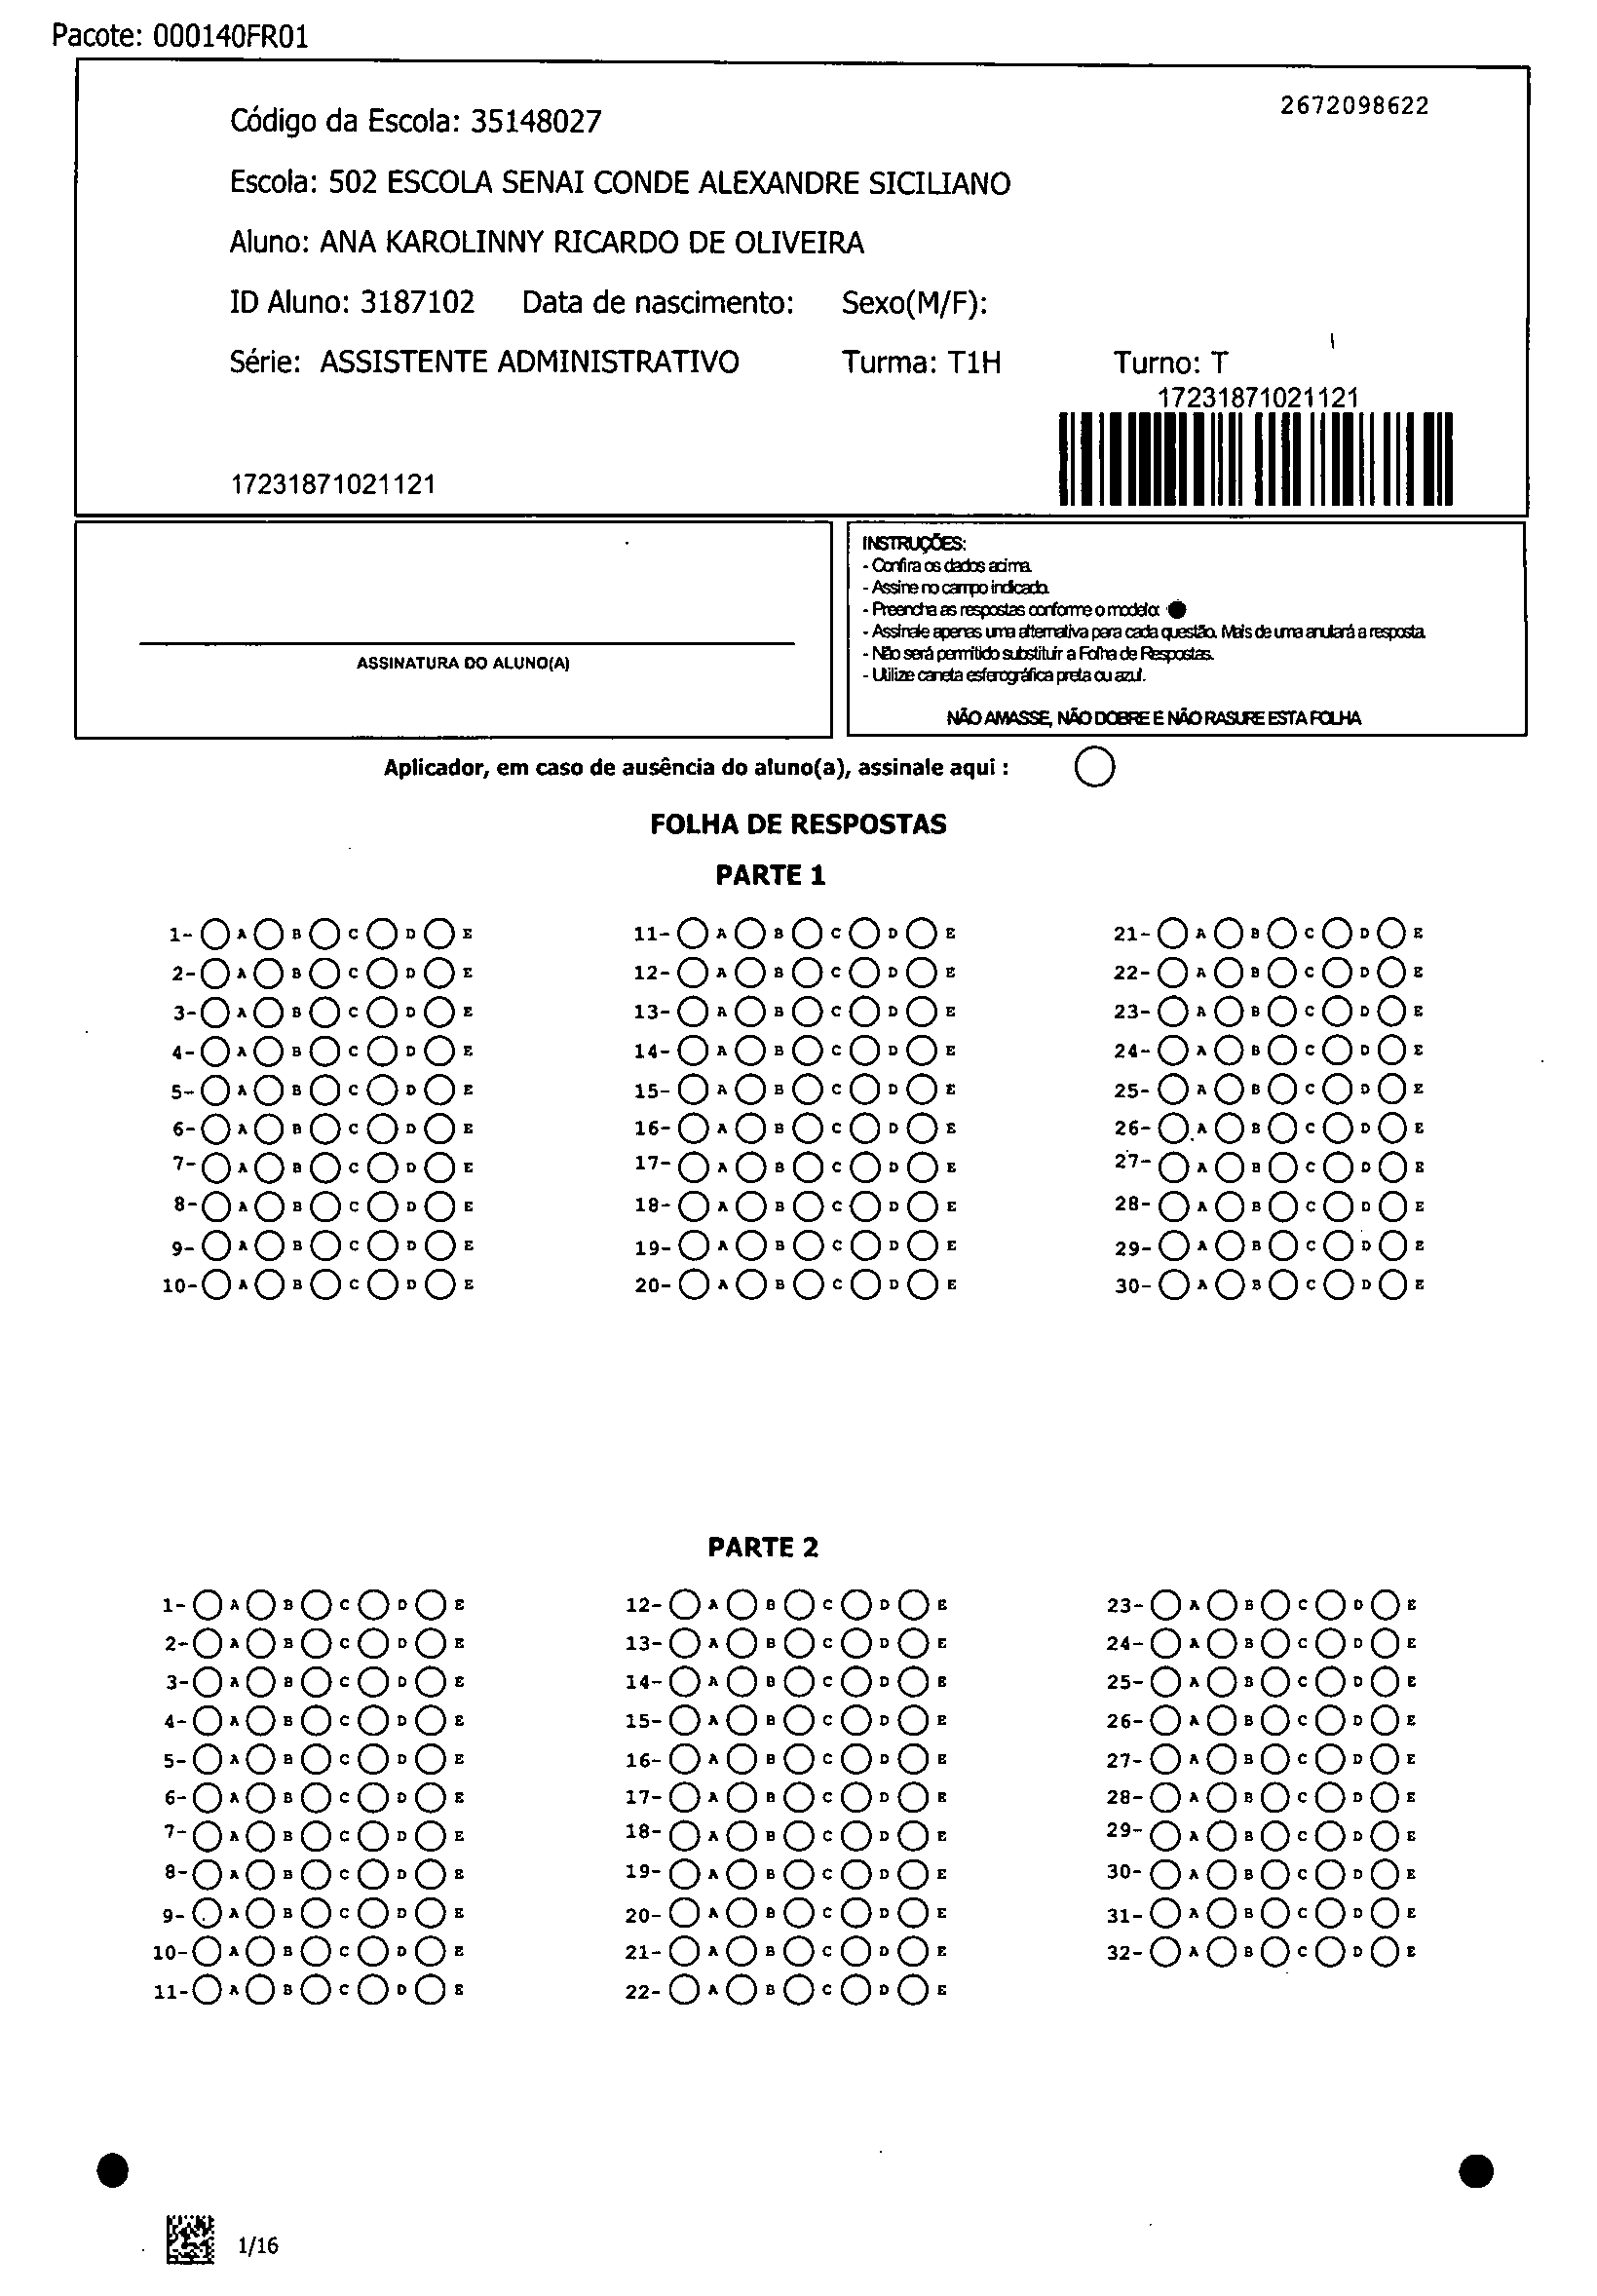 Pacote: 000140FR01
2672098622
Código da Escola: 35148027
Escola: 502 ESCOLA SENAI CONDE ALEXANDRE SICILIANO
Aluno: ANA KAROLINNY RICARDO DE OLIVEIRA
ID Aluno: 3187102 Data de nascimento: Sexo(M/F):
Série: ASSISTENTE ADMINISTRATIVO Turma: T1H Turno: T
17231871021121
17231871021121
ASSINATURA DO ALUNO(A)
INSTRUÇÕES:
- Confira os dados acima.
- Assine no campo indicado.
- Preencha as respostas conforme o modelo:
- Assinale apenas uma alternativa para cada questão. Mais de uma anulará a resposta.
- Não será permitido substituir a Folha de Respostas.
- Utilize caneta esferográfica preta ou azul.
NÃO AMASSE, NÃO DOBRE E NÃO RASURE ESTA FOLHA
Aplicador, em caso de ausência do aluno(a), assinale aqui :
FOLHA DE RESPOSTAS
PARTE 1
1- A B C D E 11- A B C D E 21- A B C D E
2- A B C D E 12- A B C D E 22- A B C D E
3- A B C D E 13- A B C D E 23- A B C D E
4- A B C D E 14- A B C D E 24- A B C D E
5- A B C D E 15- A B C D E 25- A B C D E
6- A B C D E 16- A B C D E 26- A B C D E
7- A B C D E 17- A B C D E 27- A B C D E
8- A B C D E 18- A B C D E 28- A B C D E
9- A B C D E 19- A B C D E 29- A B C D E
10- A B C D E 20- A B C D E 30- A B C D E
PARTE 2
1- A B C D E 12- A B C D E 23- A B C D E
2- A B C D E 13- A B C D E 24- A B C D E
3- A B C D E 14- A B C D E 25- A B C D E
4- A B C D E 15- A B C D E 26- A B C D E
5- A B C D E 16- A B C D E 27- A B C D E
6- A B C D E 17- A B C D E 28- A B C D E
7- A B C D E 18- A B C D E 29- A B C D E
8- A B C D E 19- A B C D E 30- A B C D E
9- A B C D E 20- A B C D E 31- A B C D E
10- A B C D E 21- A B C D E 32- A B C D E
11- A B C D E 22- A B C D E
1/16